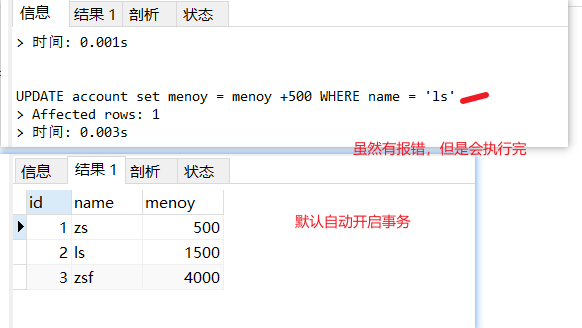 信息 结果 1 剖析 状态
> 时间: 0.001s
UPDATE account set menoy = menoy +500 WHERE name = 'ls'
> Affected rows: 1
> 时间: 0.003s
虽然有报错，但是会执行完
信息 结果 1 剖析 状态
id name menoy
1 zs 500
默认自动开启事务
2 ls 1500
3 zsf 4000